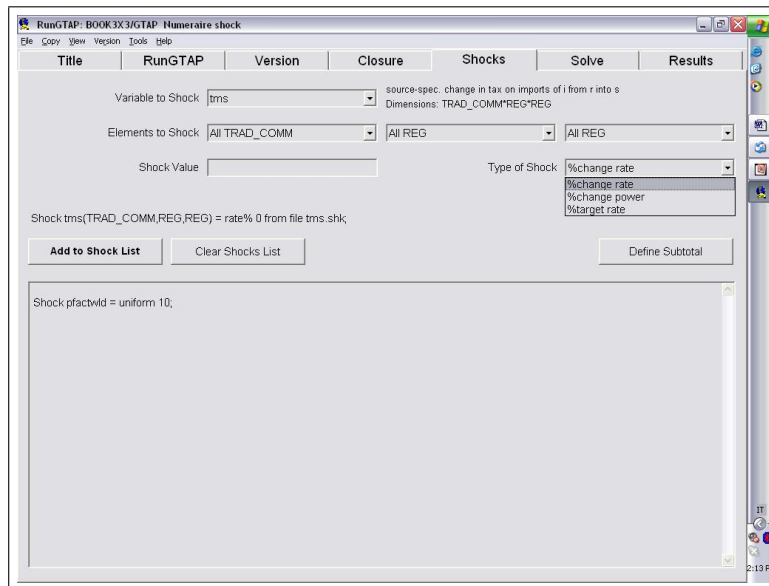 RunGTAP: BOOK3X3/GTAP Numeraire shock
File Copy View Version Tools Help
Title RunGTAP Version Closure Shocks Solve Results
Variable to Shock tms source-spec. change in tax on imports of i from r into s
Dimensions: TRAD_COMM*REG*REG
Elements to Shock All TRAD_COMM All REG All REG
Shock Value Type of Shock %change rate
%change rate
%change power
%target rate
Shock tms(TRAD_COMM,REG,REG) = rate% 0 from file tms.shk;
Add to Shock List Clear Shocks List Define Subtotal
Shock pfactwld = uniform 10;
IT
2:13 P